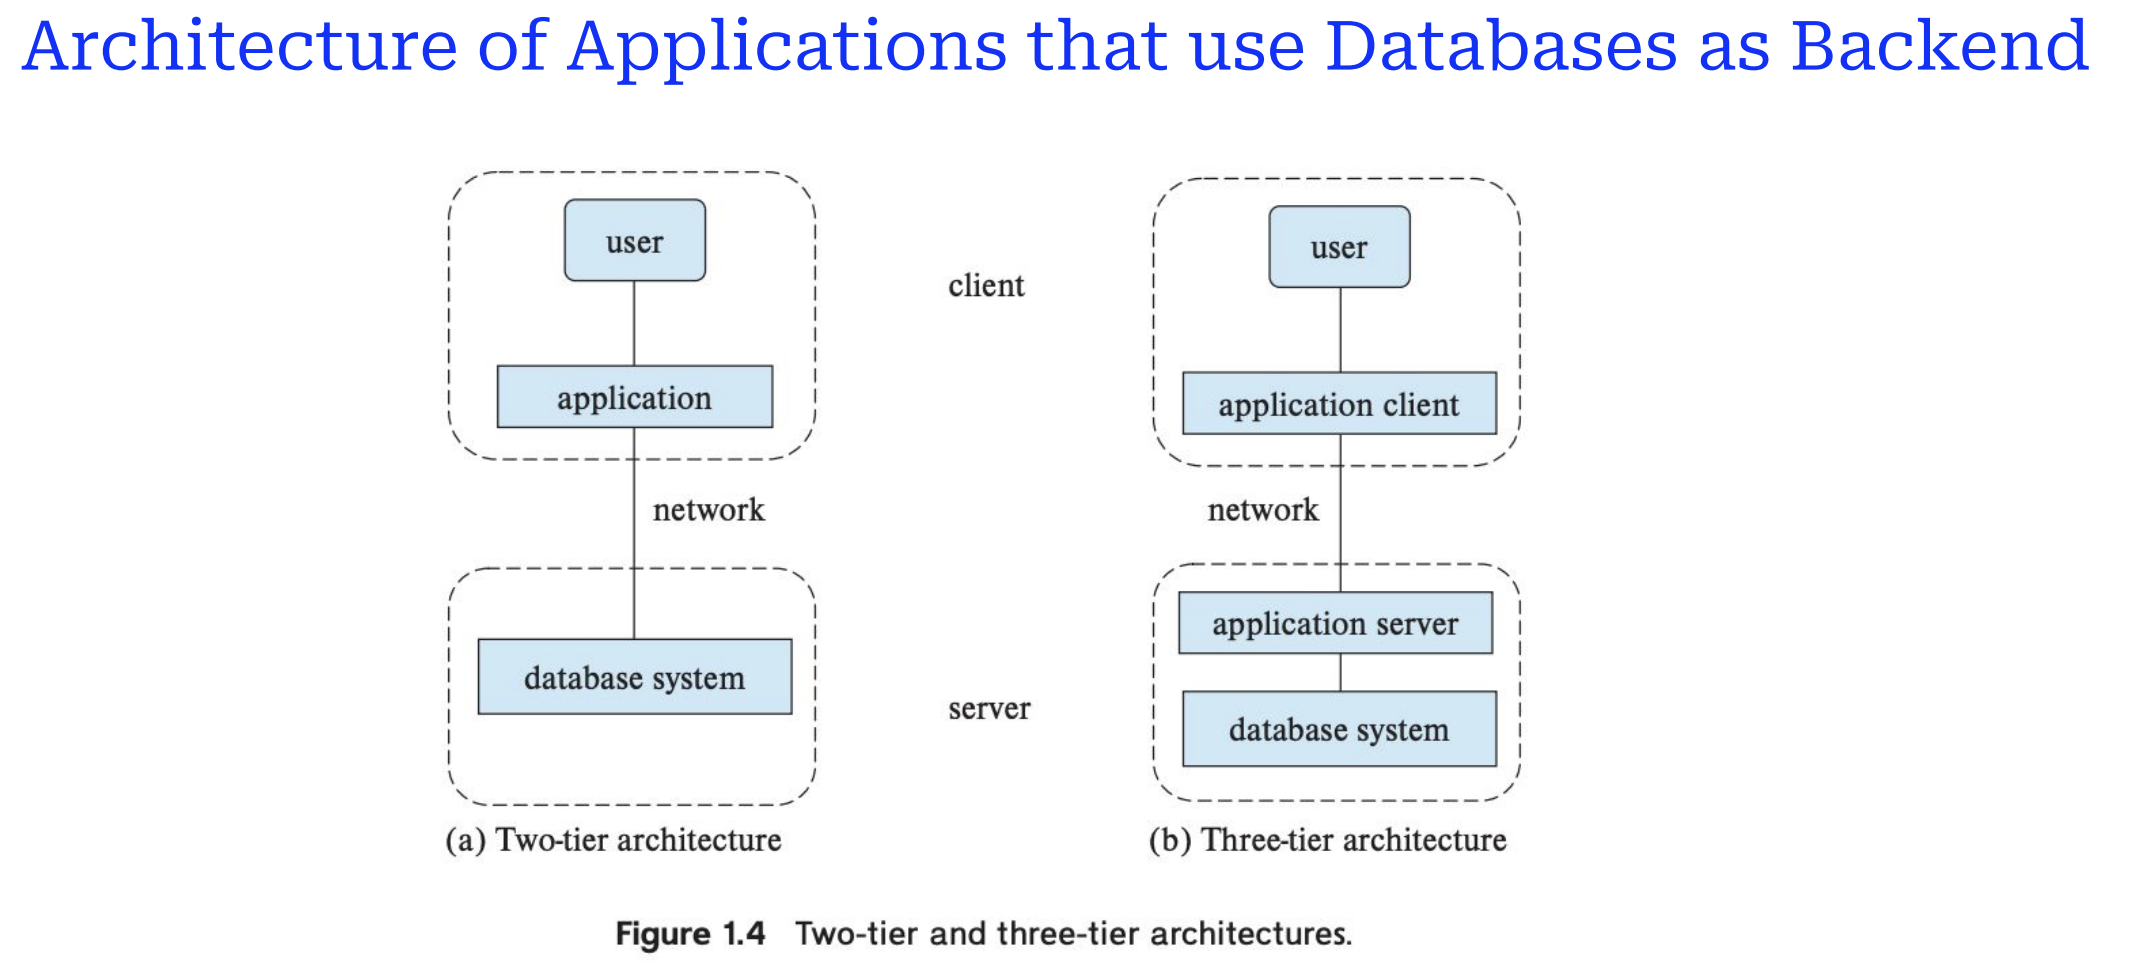 Architecture of Applications that use Databases as Backend
user
application
network
database system
(a) Two-tier architecture
client
server
user
application client
network
application server
database system
(b) Three-tier architecture
Figure 1.4 Two-tier and three-tier architectures.